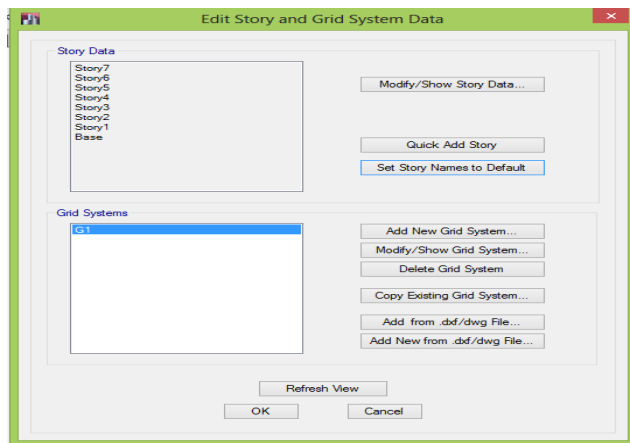 Edit Story and Grid System Data
Story Data
Story7
Story6
Story5
Story4
Story3
Story2
Story1
Base
Modify/Show Story Data...
Quick Add Story
Set Story Names to Default
Grid Systems
G1
Add New Grid System...
Modify/Show Grid System...
Delete Grid System
Copy Existing Grid System...
Add from .dxf/dwg File...
Add New from .dxf/dwg File...
Refresh View
OK
Cancel